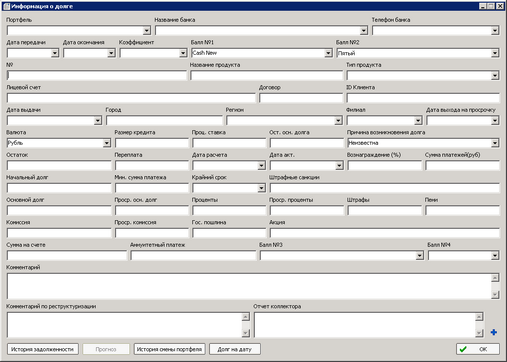 Информация о долге
Портфель Название банка Телефон банка
Дата передачи Дата окончания Коэффициент Балл №1 Балл №2
Cash New Пятый
№ Название продукта Тип продукта
Лицевой счет Договор ID Клиента
Дата выдачи Город Регион Филиал Дата выхода на просрочку
Валюта Размер кредита Проц. ставка Ост. осн. долга Причина возникновения долга
Рубль Неизвестна
Остаток Переплата Дата расчета Дата акт. Вознаграждение (%) Сумма платежей(руб)
Начальный долг Мин. сумма платежа Крайний срок Штрафные санкции
Основной долг Проср. осн. долг Проценты Проср. проценты Штрафы Пени
Комиссия Проср. комиссия Гос. пошлина Акция
Сумма на счете Аннуитетный платеж Балл №3 Балл №4
Комментарий
Комментарий по реструктуризации Отчет коллектора
История задолженности Прогноз История смены портфеля Долг на дату OK